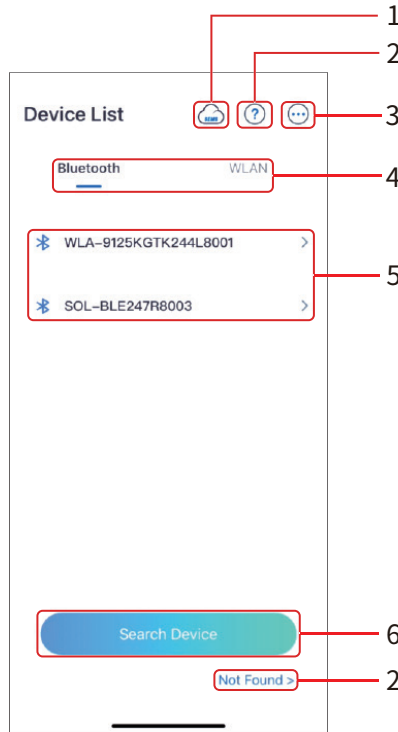 1
2
Device List
?
3
Bluetooth WLAN
4
WLA-9125KGTK244L8001 >
5
SOL-BLE247R8003 >
Search Device
6
Not Found >
2